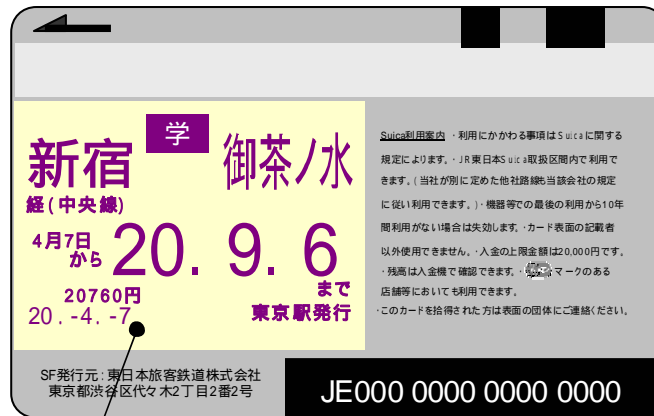 学
新宿 御茶ノ水
経(中央線)
4月7日から 20. 9. 6
まで
20760円
20. -4. -7
東京駅発行
Suica利用案内 ・利用にかかわる事項はSuicaに関する
規定によります。・JR東日本Suica取扱区間内で利用で
きます。(当社が別に定めた他社路線も当該会社の規定
に従い利用できます。)・機器等での最後の利用から10年
間利用がない場合は失効します。・カード表面の記載者
以外使用できません。・入金の上限金額は20,000円です。
・残高は入金機で確認できます。・マークのある
店舗等においても利用できます。
・このカードを拾得された方は表面の団体にご連絡ください。
SF発行元:東日本旅客鉄道株式会社
東京都渋谷区代々木2丁目2番2号
JE000 0000 0000 0000